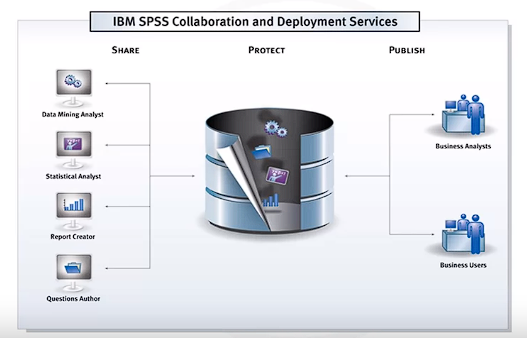 IBM SPSS Collaboration and Deployment Services
SHARE
PROTECT
PUBLISH
Data Mining Analyst
Statistical Analyst
Report Creator
Questions Author
Business Analysts
Business Users